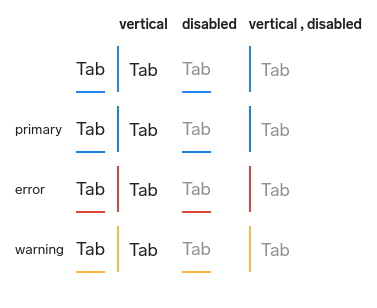 vertical disabled vertical , disabled
Tab Tab Tab Tab
primary Tab Tab Tab Tab
error Tab Tab Tab Tab
warning Tab Tab Tab Tab